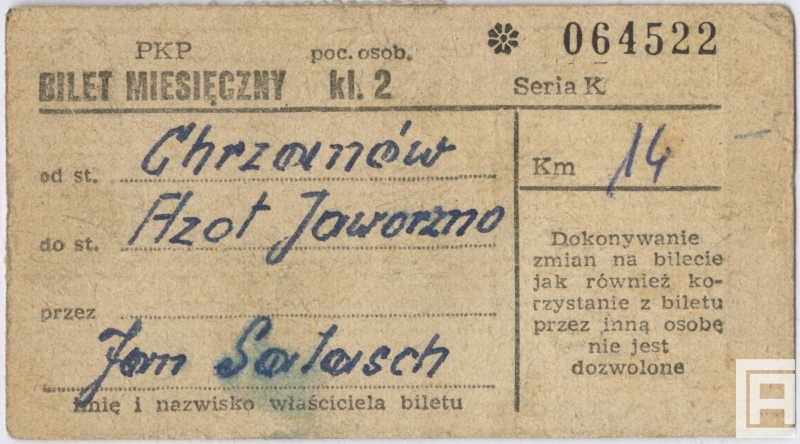 PKP poc. osob. ✻ 064522
BILET MIESIĘCZNY kl. 2 Seria K
od st. Chrzanów
Km 14
do st. Azot Jaworzno
przez
Jan Salasch
imię i nazwisko właściciela biletu
Dokonywanie
zmian na bilecie
jak również ko-
rzystanie z biletu
przez inną osobę
nie jest
dozwolone
A